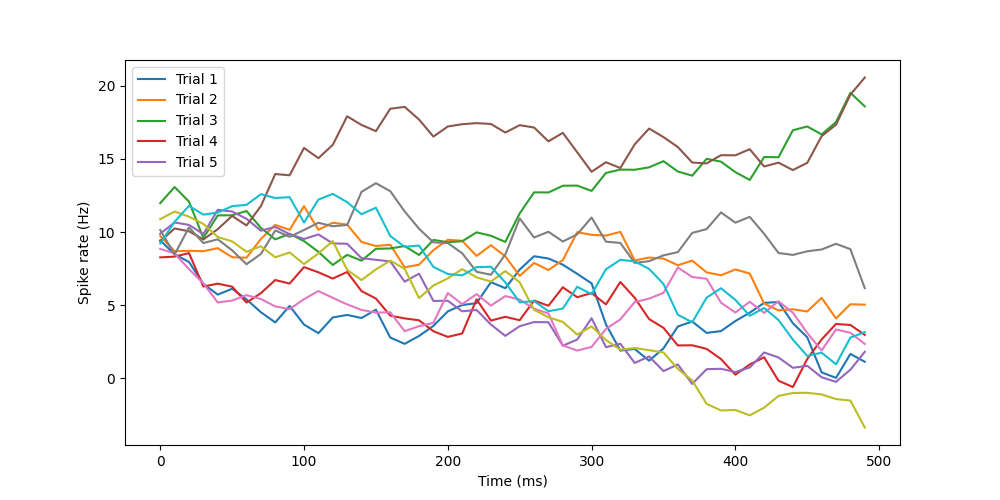 Trial 1
Trial 2
Trial 3
Trial 4
Trial 5
Spike rate (Hz)
20
15
10
5
0
0 100 200 300 400 500
Time (ms)